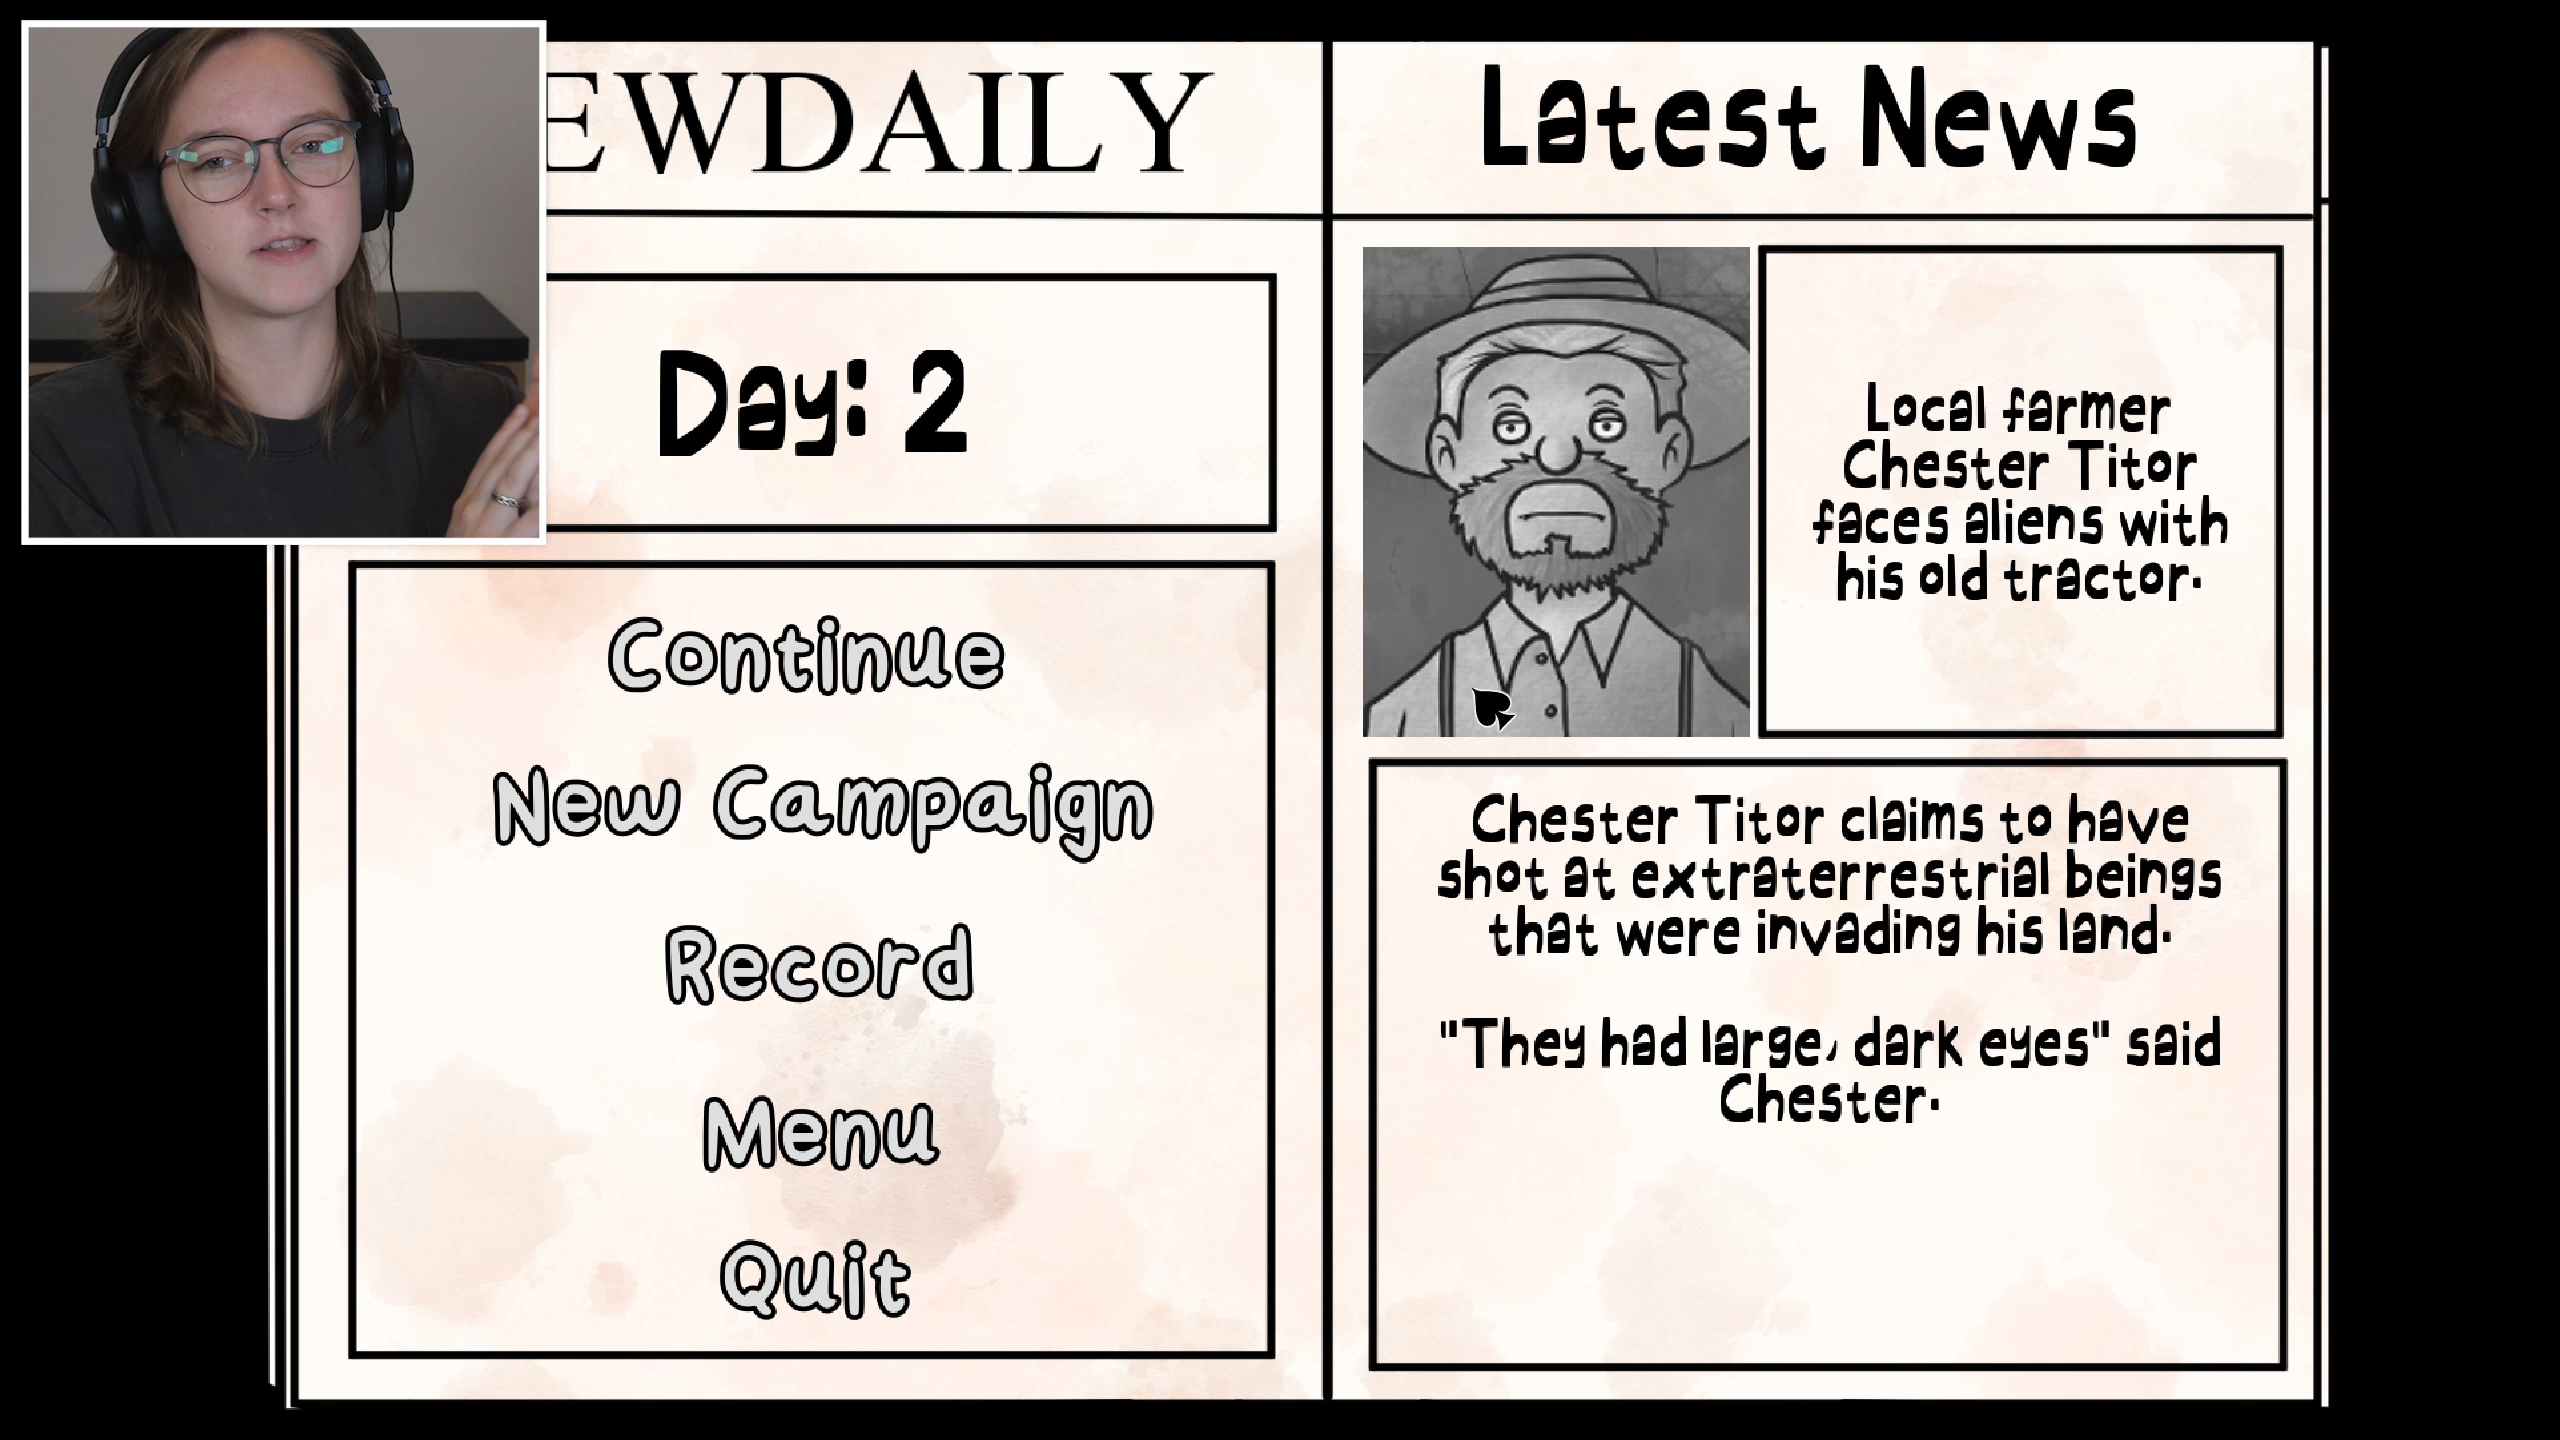 EWDAILY
Day: 2
Continue
New Campaign
Record
Menu
Quit
Latest News
Local farmer
Chester Titor
faces aliens with
his old tractor.
Chester Titor claims to have
shot at extraterrestrial beings
that were invading his land.
"They had large, dark eyes" said
Chester.